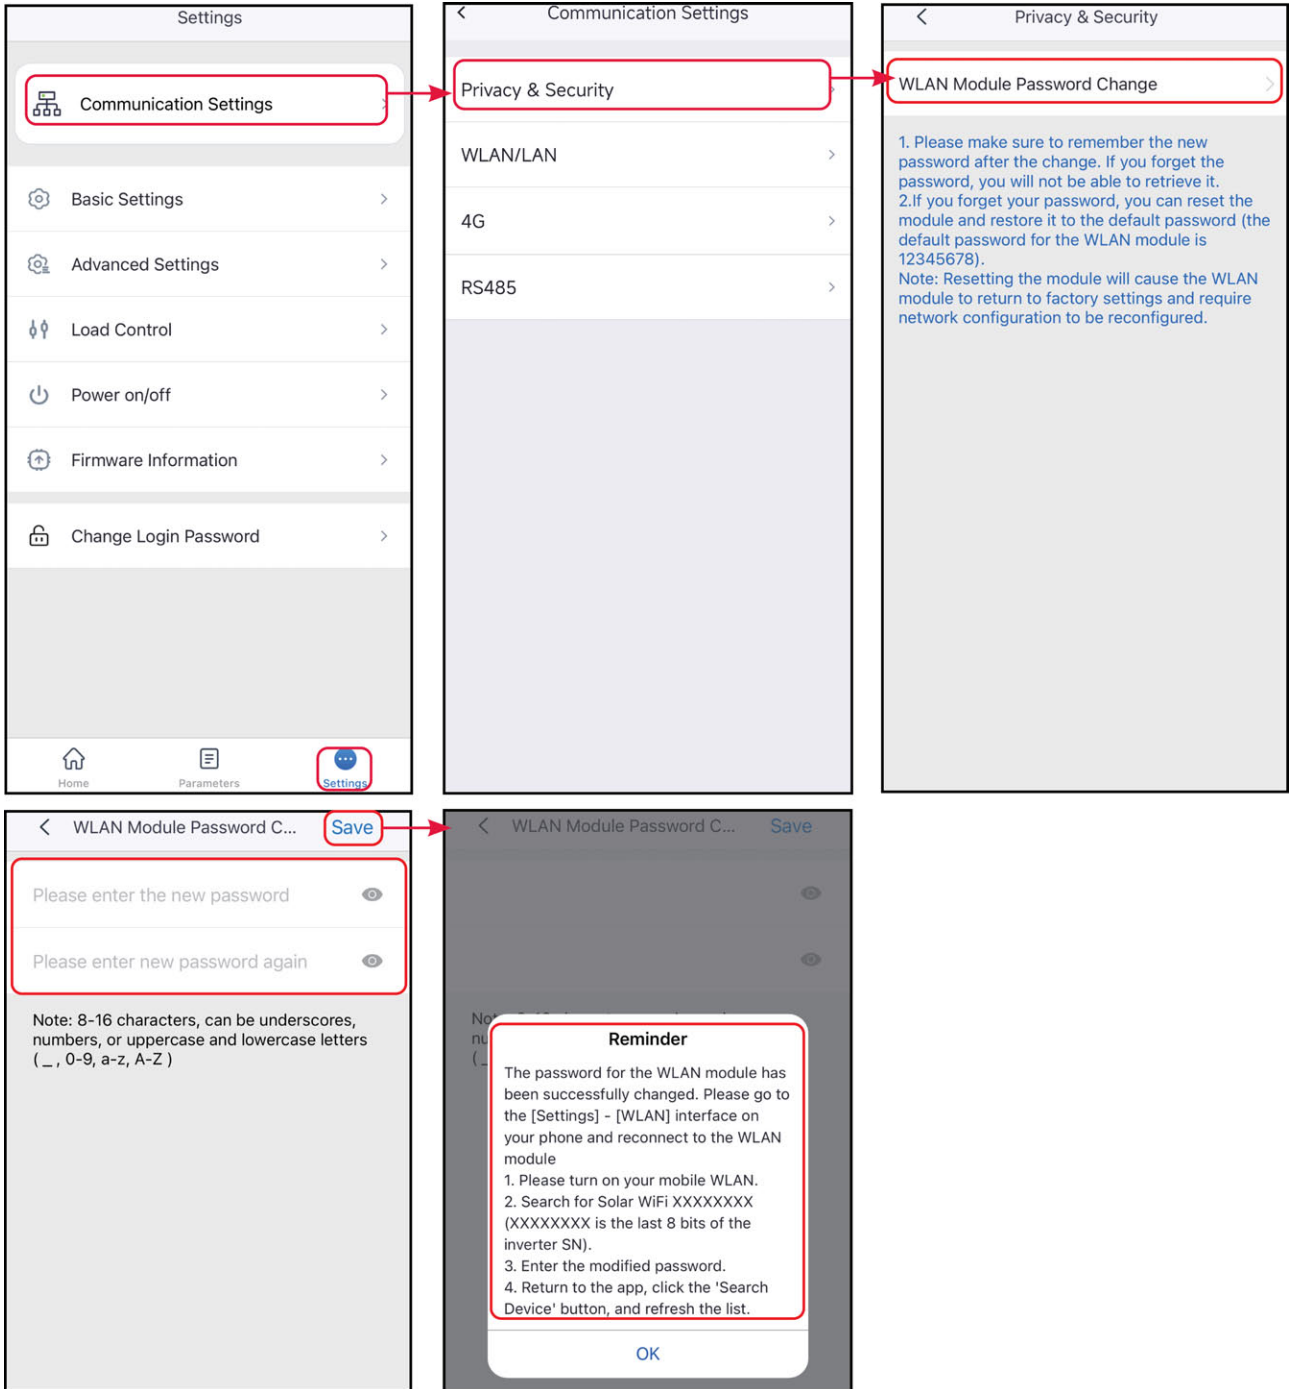 Settings
Communication Settings
Basic Settings
Advanced Settings
Load Control
Power on/off
Firmware Information
Change Login Password
Home
Parameters
Settings
Communication Settings
Privacy & Security
WLAN/LAN
4G
RS485
Privacy & Security
WLAN Module Password Change
1. Please make sure to remember the new
password after the change. If you forget the
password, you will not be able to retrieve it.
2.If you forget your password, you can reset the
module and restore it to the default password (the
default password for the WLAN module is
12345678).
Note: Resetting the module will cause the WLAN
module to return to factory settings and require
network configuration to be reconfigured.
WLAN Module Password C... Save
Please enter the new password
Please enter new password again
Note: 8-16 characters, can be underscores,
numbers, or uppercase and lowercase letters
( _ , 0-9, a-z, A-Z )
WLAN Module Password C... Save
Reminder
The password for the WLAN module has
been successfully changed. Please go to
the [Settings] - [WLAN] interface on
your phone and reconnect to the WLAN
module
1. Please turn on your mobile WLAN.
2. Search for Solar WiFi XXXXXXXX
(XXXXXXXX is the last 8 bits of the
inverter SN).
3. Enter the modified password.
4. Return to the app, click the 'Search
Device' button, and refresh the list.
OK